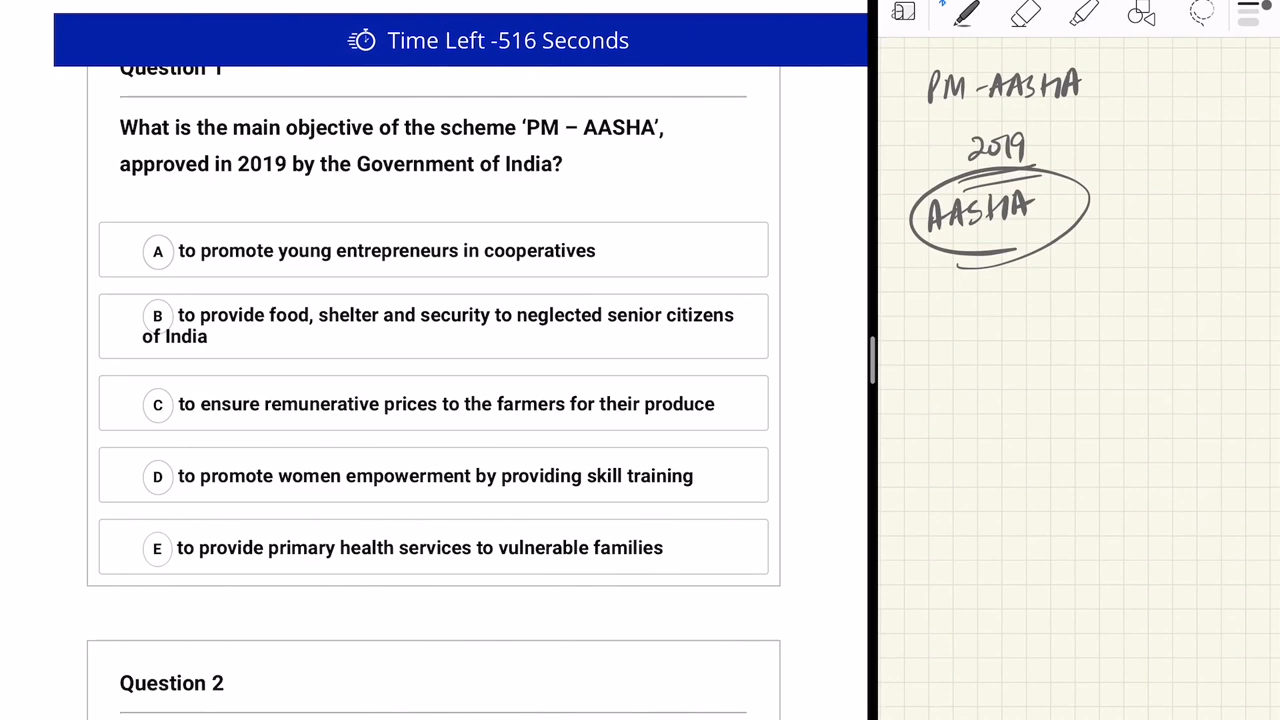 Time Left -516 Seconds
Question 1
What is the main objective of the scheme ‘PM – AASHA’,
approved in 2019 by the Government of India?
A to promote young entrepreneurs in cooperatives
B to provide food, shelter and security to neglected senior citizens
of India
C to ensure remunerative prices to the farmers for their produce
D to promote women empowerment by providing skill training
E to provide primary health services to vulnerable families
Question 2
PM - AASHA
2019
AASHA